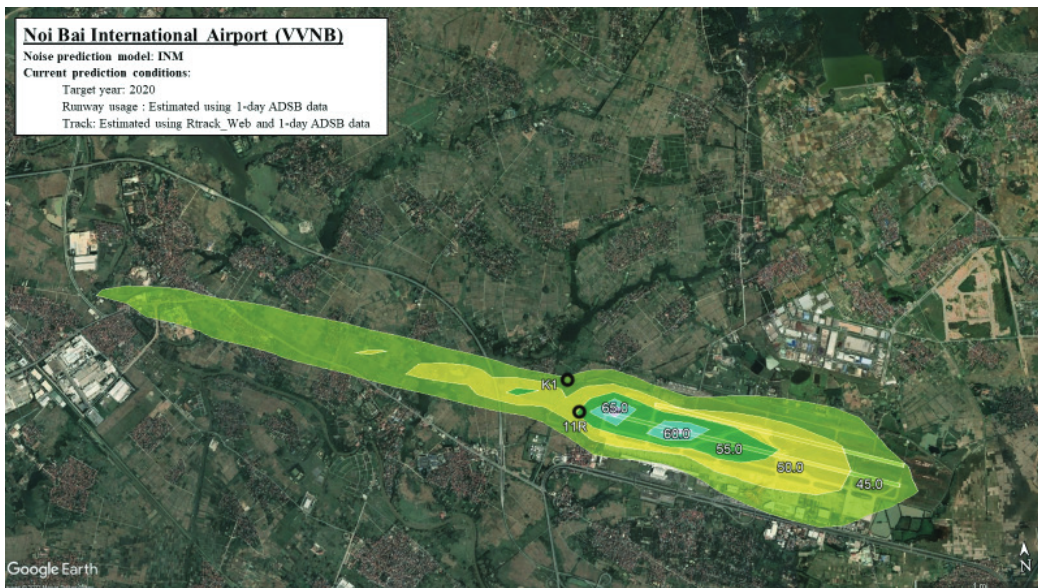 Noi Bai International Airport (VVNB)
Noise prediction model: INM
Current prediction conditions:
Target year: 2020
Runway usage : Estimated using 1-day ADSB data
Track: Estimated using Rtrack_Web and 1-day ADSB data
K1
11R
65.0
60.0
55.0
50.0
45.0
Google Earth
N